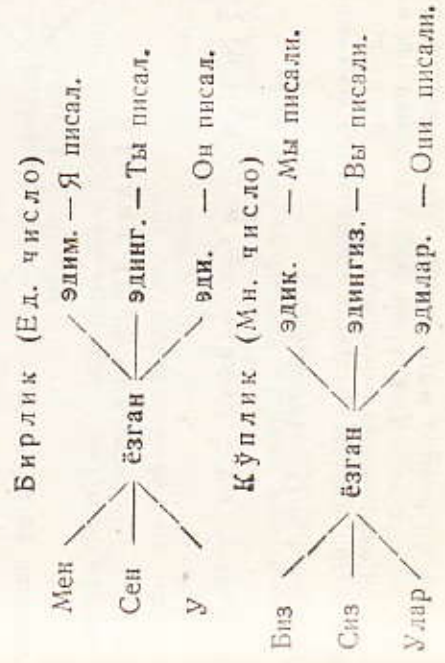 Бирлик (Ед. число)
Мен эдим. — Я писал.
Сен ёзган эдинг. — Ты писал.
У эди. — Он писал.
Кўплик (Мн. число)
Биз эдик. — Мы писали.
Сиз ёзган эдингиз. — Вы писали.
Улар эдилар. — Они писали.